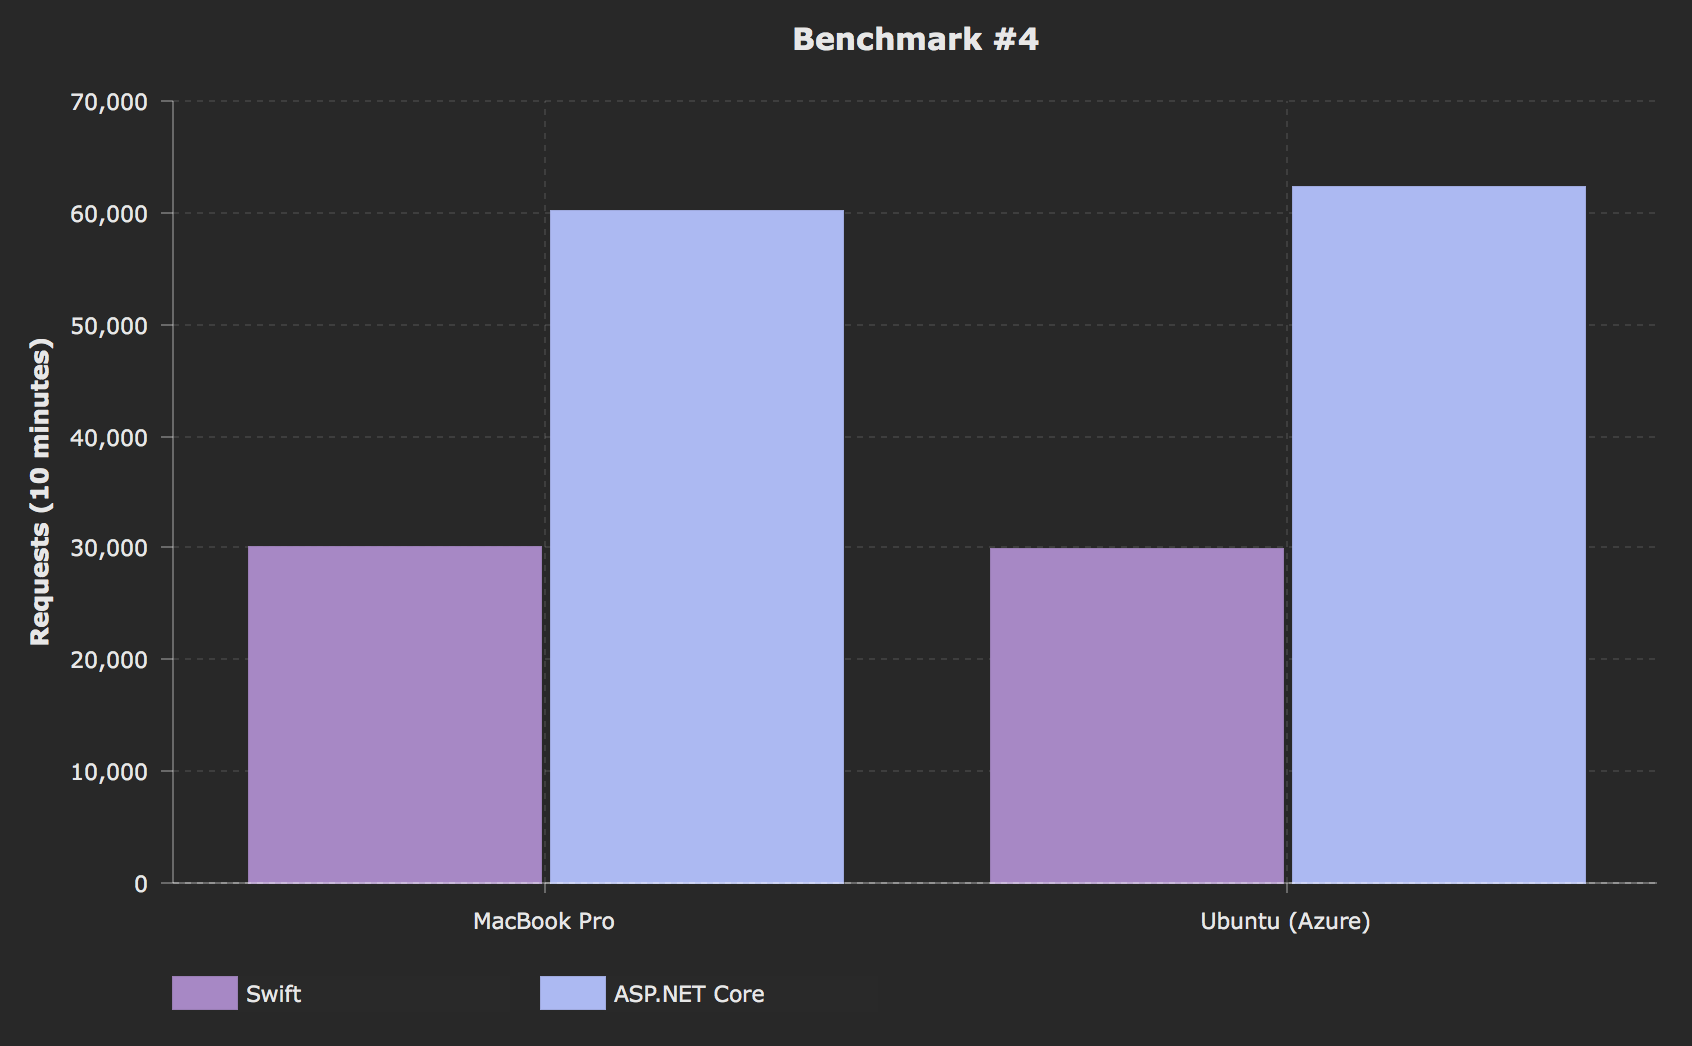 Benchmark #4
70,000
60,000
50,000
40,000
30,000
20,000
10,000
0
Requests (10 minutes)
MacBook Pro
Ubuntu (Azure)
Swift
ASP.NET Core